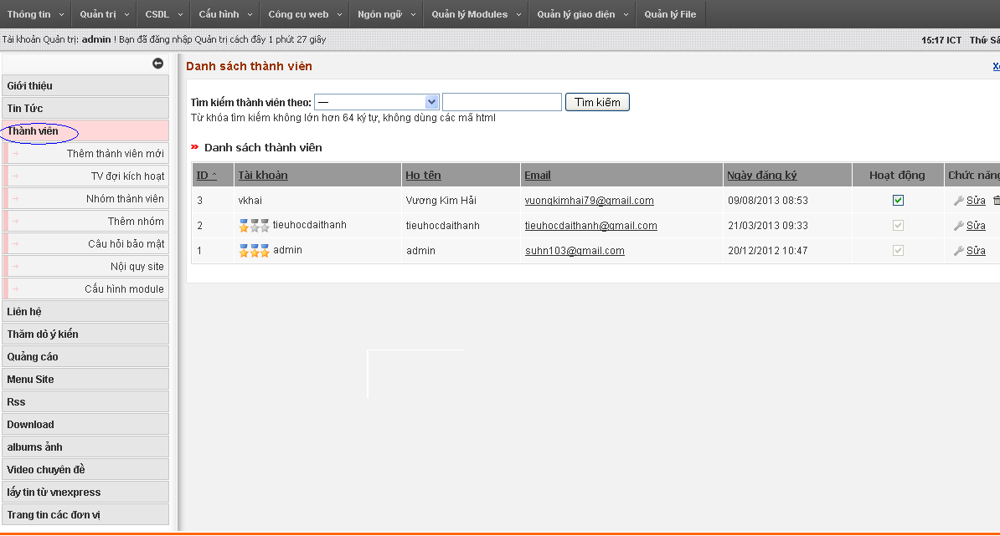 Thông tin Quản trị CSDL Cấu hình Công cụ web Ngôn ngữ Quản lý Modules Quản lý giao diện Quản lý File
Tài khoản Quản trị: admin ! Bạn đã đăng nhập Quản trị cách đây 1 phút 27 giây 15:17 ICT Thứ
Giới thiệu
Tin Tức
Thành viên
Thêm thành viên mới
TV đợi kích hoạt
Nhóm thành viên
Thêm nhóm
Câu hỏi bảo mật
Nội quy site
Cấu hình module
Liên hệ
Thăm dò ý kiến
Quảng cáo
Menu Site
Rss
Download
albums ảnh
Video chuyên đề
lấy tin từ vnexpress
Trang tin các đơn vị
Danh sách thành viên
Tìm kiếm thành viên theo: — Tìm kiếm
Từ khóa tìm kiếm không lớn hơn 64 ký tự, không dùng các mã html
» Danh sách thành viên
ID Tài khoản Họ tên Email Ngày đăng ký Hoạt động Chức năng
3 vkhai Vương Kim Hải vuongkimhai79@gmail.com 09/08/2013 08:53 Sửa
2 tieuhocdaithanh tieuhocdaithanh tieuhocdaithanh@gmail.com 21/03/2013 09:33 Sửa
1 admin admin suhn103@gmail.com 20/12/2012 10:47 Sửa